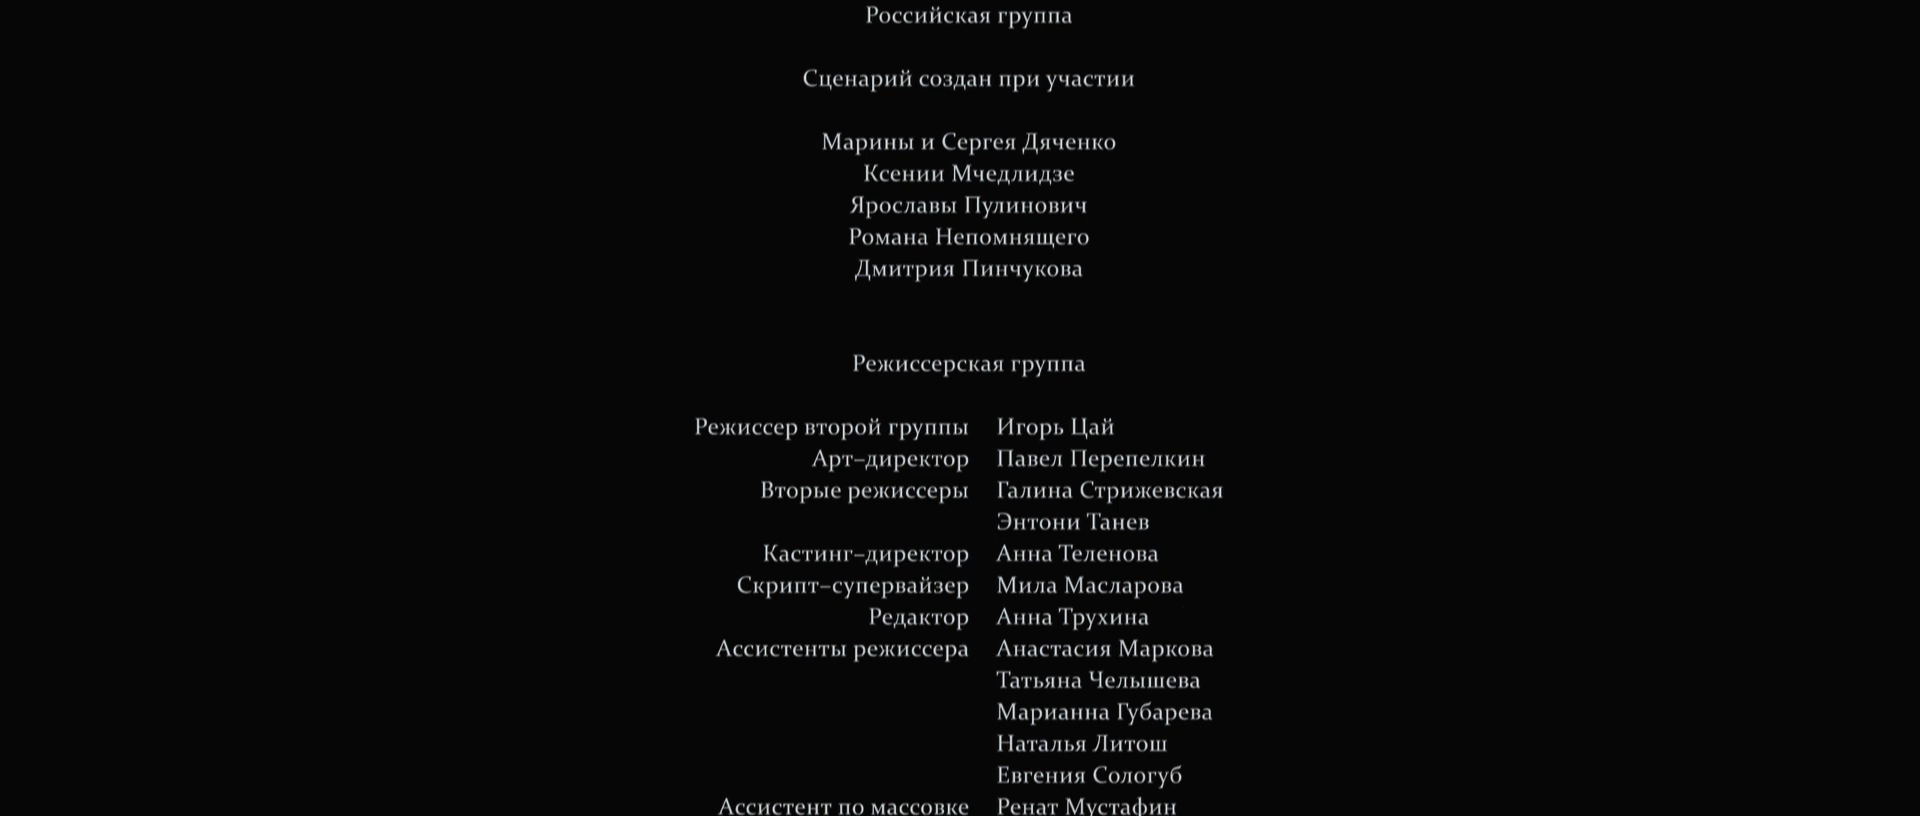 Российская группа
Сценарий создан при участии
Марины и Сергея Дяченко
Ксении Мчедлидзе
Ярославы Пулинович
Романа Непомнящего
Дмитрия Пинчукова
Режиссерская группа
Режиссер второй группы Игорь Цай
Арт–директор Павел Перепелкин
Вторые режиссеры Галина Стрижевская
Энтони Танев
Кастинг–директор Анна Теленова
Скрипт–супервайзер Мила Масларова
Редактор Анна Трухина
Ассистенты режиссера Анастасия Маркова
Татьяна Челышева
Марианна Губарева
Наталья Литош
Евгения Сологуб
Ассистент по массовке Ренат Мустафин